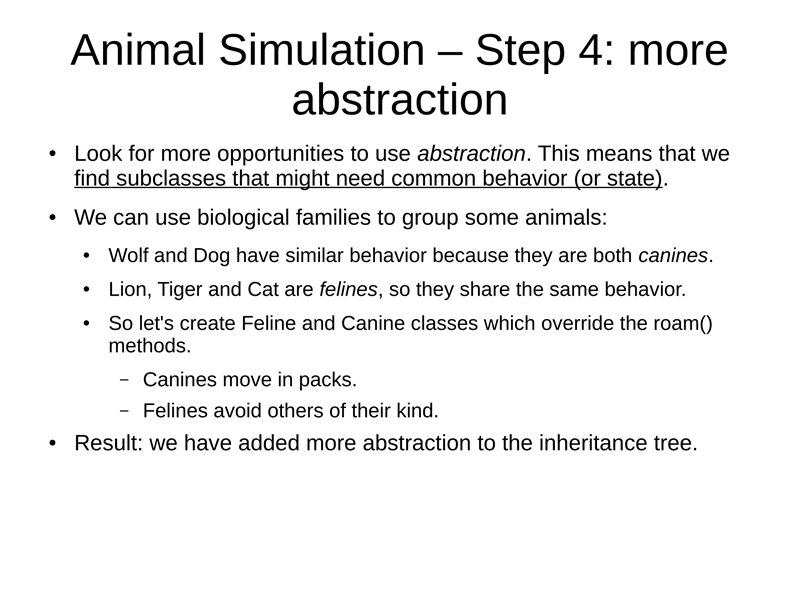 Animal Simulation – Step 4: more
abstraction
• Look for more opportunities to use abstraction. This means that we
find subclasses that might need common behavior (or state).
• We can use biological families to group some animals:
• Wolf and Dog have similar behavior because they are both canines.
• Lion, Tiger and Cat are felines, so they share the same behavior.
• So let's create Feline and Canine classes which override the roam()
methods.
– Canines move in packs.
– Felines avoid others of their kind.
• Result: we have added more abstraction to the inheritance tree.